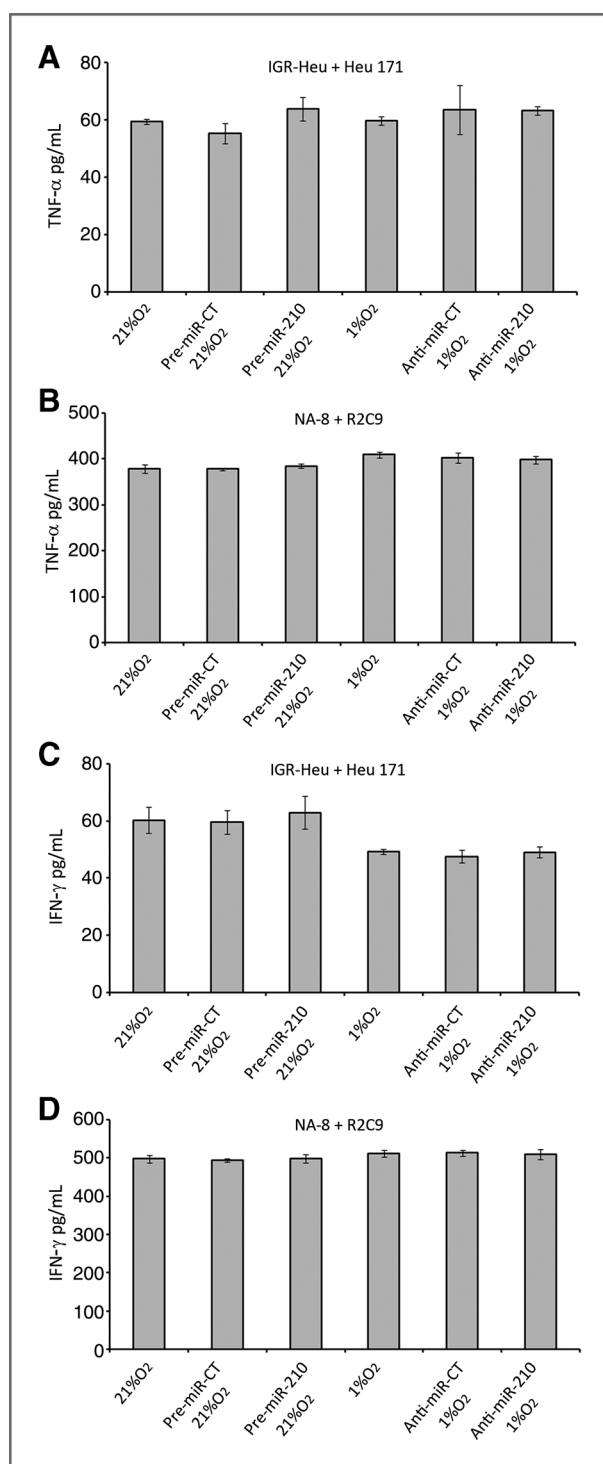 A
IGR-Heu + Heu 171
TNF-α pg/mL
80
60
40
20
0
21%O2
Pre-miR-CT
21%O2
Pre-miR-210
21%O2
1%O2
Anti-miR-CT
1%O2
Anti-miR-210
1%O2
B
NA-8 + R2C9
TNF-α pg/mL
500
400
300
200
100
0
21%O2
Pre-miR-CT
21%O2
Pre-miR-210
21%O2
1%O2
Anti-miR-CT
1%O2
Anti-miR-210
1%O2
C
IGR-Heu + Heu 171
IFN-γ pg/mL
80
60
40
20
0
21%O2
Pre-miR-CT
21%O2
Pre-miR-210
21%O2
1%O2
Anti-miR-CT
1%O2
Anti-miR-210
1%O2
D
NA-8 + R2C9
IFN-γ pg/mL
600
500
400
300
200
100
0
21%O2
Pre-miR-CT
21%O2
Pre-miR-210
21%O2
1%O2
Anti-miR-CT
1%O2
Anti-miR-210
1%O2